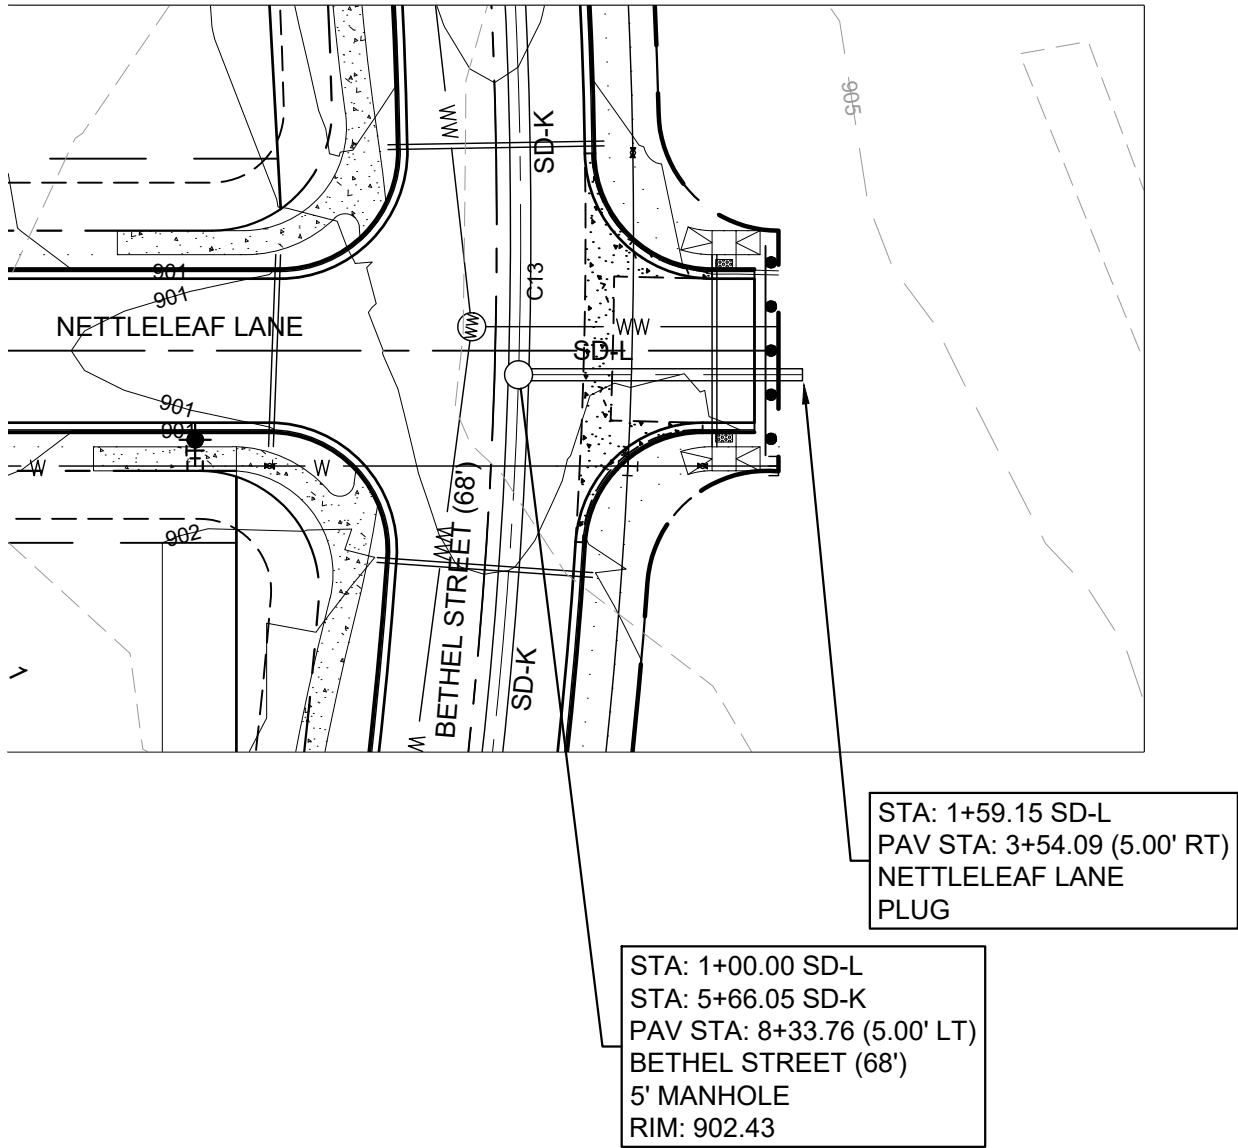 905
SD-K
WW
C13
901
901
NETTLELEAF LANE
WW
WW
SD-L
901
901
W
W
BETHEL STREET (68')
WW
902
SD-K
W
1
STA: 1+59.15 SD-L
PAV STA: 3+54.09 (5.00' RT)
NETTLELEAF LANE
PLUG
STA: 1+00.00 SD-L
STA: 5+66.05 SD-K
PAV STA: 8+33.76 (5.00' LT)
BETHEL STREET (68')
5' MANHOLE
RIM: 902.43